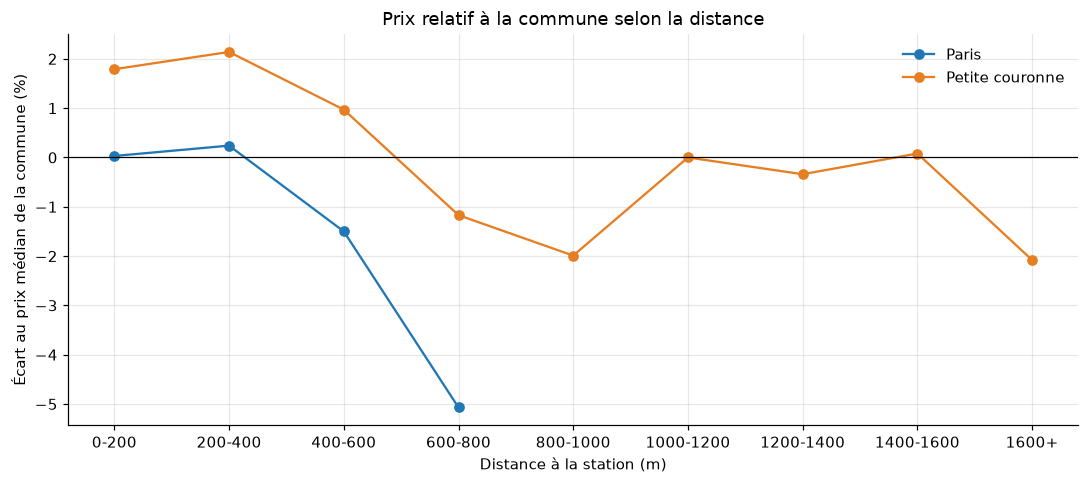 Prix relatif à la commune selon la distance
Paris
Petite couronne
Écart au prix médian de la commune (%)
2
1
0
−1
−2
−3
−4
−5
0-200 200-400 400-600 600-800 800-1000 1000-1200 1200-1400 1400-1600 1600+
Distance à la station (m)